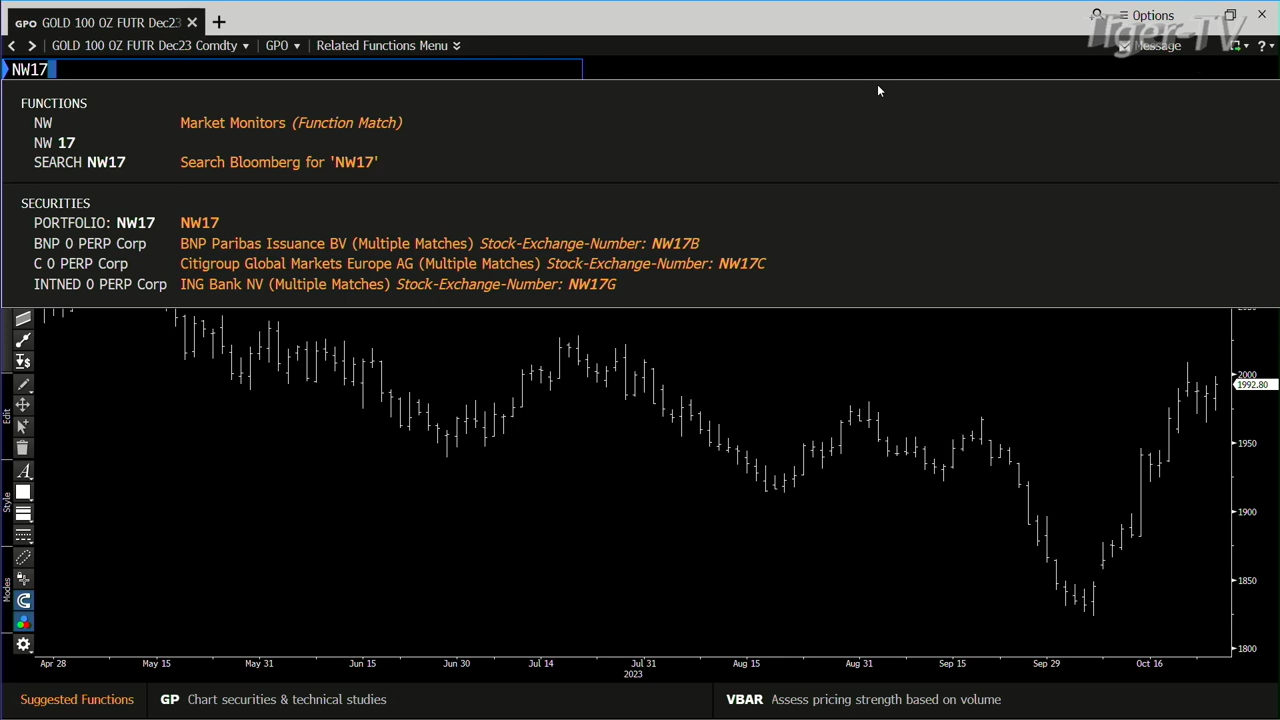 GPO GOLD 100 OZ FUTR Dec23
Options
GOLD 100 OZ FUTR Dec23 Comdty
GPO
Related Functions Menu
Message
?
Tiger-TV
NW17
FUNCTIONS
NW Market Monitors (Function Match)
NW 17
SEARCH NW17 Search Bloomberg for 'NW17'
SECURITIES
PORTFOLIO: NW17 NW17
BNP 0 PERP Corp BNP Paribas Issuance BV (Multiple Matches) Stock-Exchange-Number: NW17B
C 0 PERP Corp Citigroup Global Markets Europe AG (Multiple Matches) Stock-Exchange-Number: NW17C
INTNED 0 PERP Corp ING Bank NV (Multiple Matches) Stock-Exchange-Number: NW17G
2000
1992.80
1950
1900
1850
1800
Edit
Style
Modes
Apr 28 May 15 May 31 Jun 15 Jun 30 Jul 14 Jul 31 Aug 15 Aug 31 Sep 15 Sep 29 Oct 16
2023
Suggested Functions GP Chart securities & technical studies VBAR Assess pricing strength based on volume